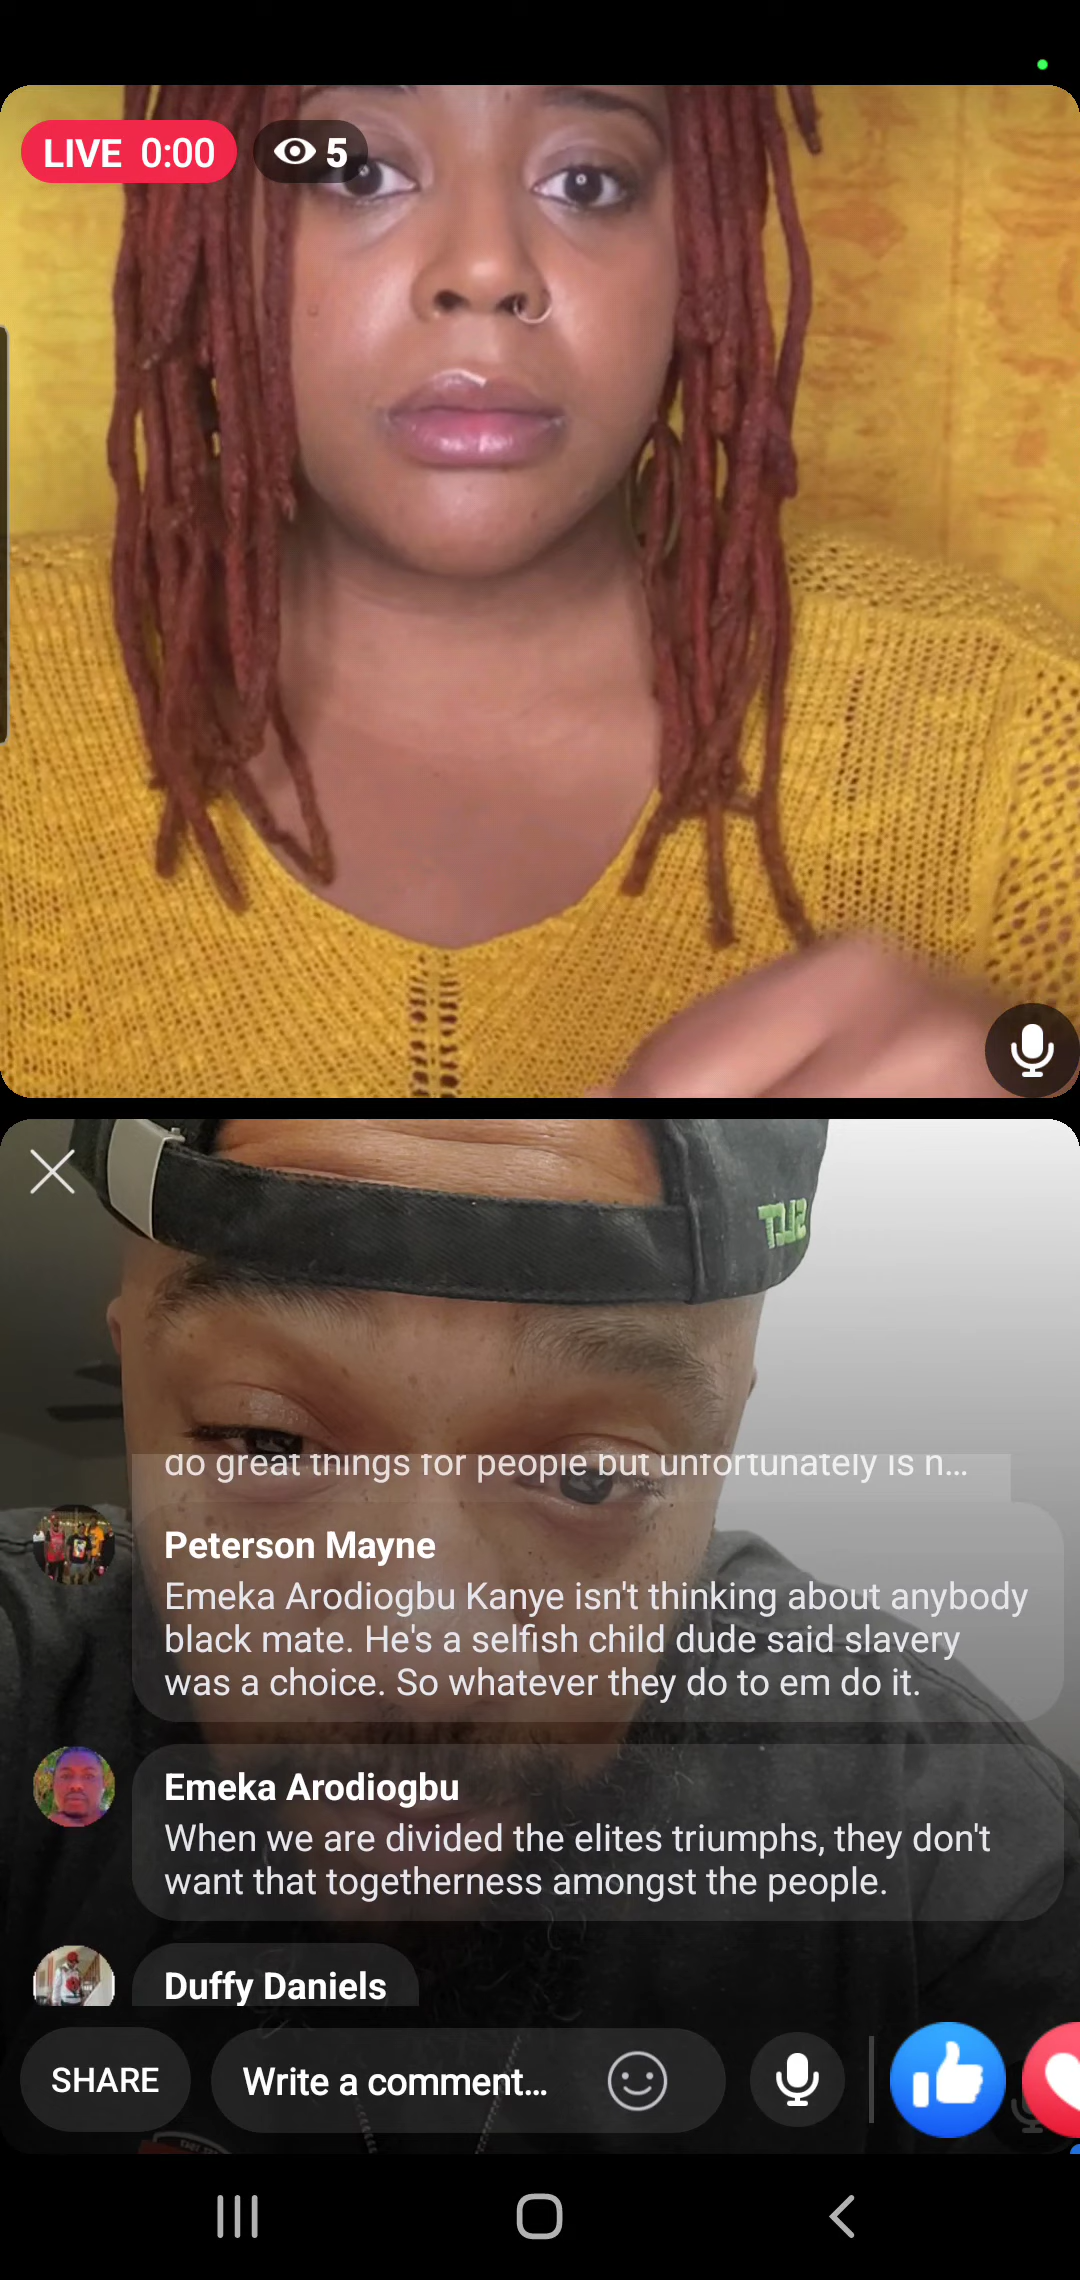 LIVE 0:00 5
TLS
do great things for people but unfortunately is n...
Peterson Mayne
Emeka Arodiogbu Kanye isn't thinking about anybody
black mate. He's a selfish child dude said slavery
was a choice. So whatever they do to em do it.
Emeka Arodiogbu
When we are divided the elites triumphs, they don't
want that togetherness amongst the people.
Duffy Daniels
SHARE Write a comment...